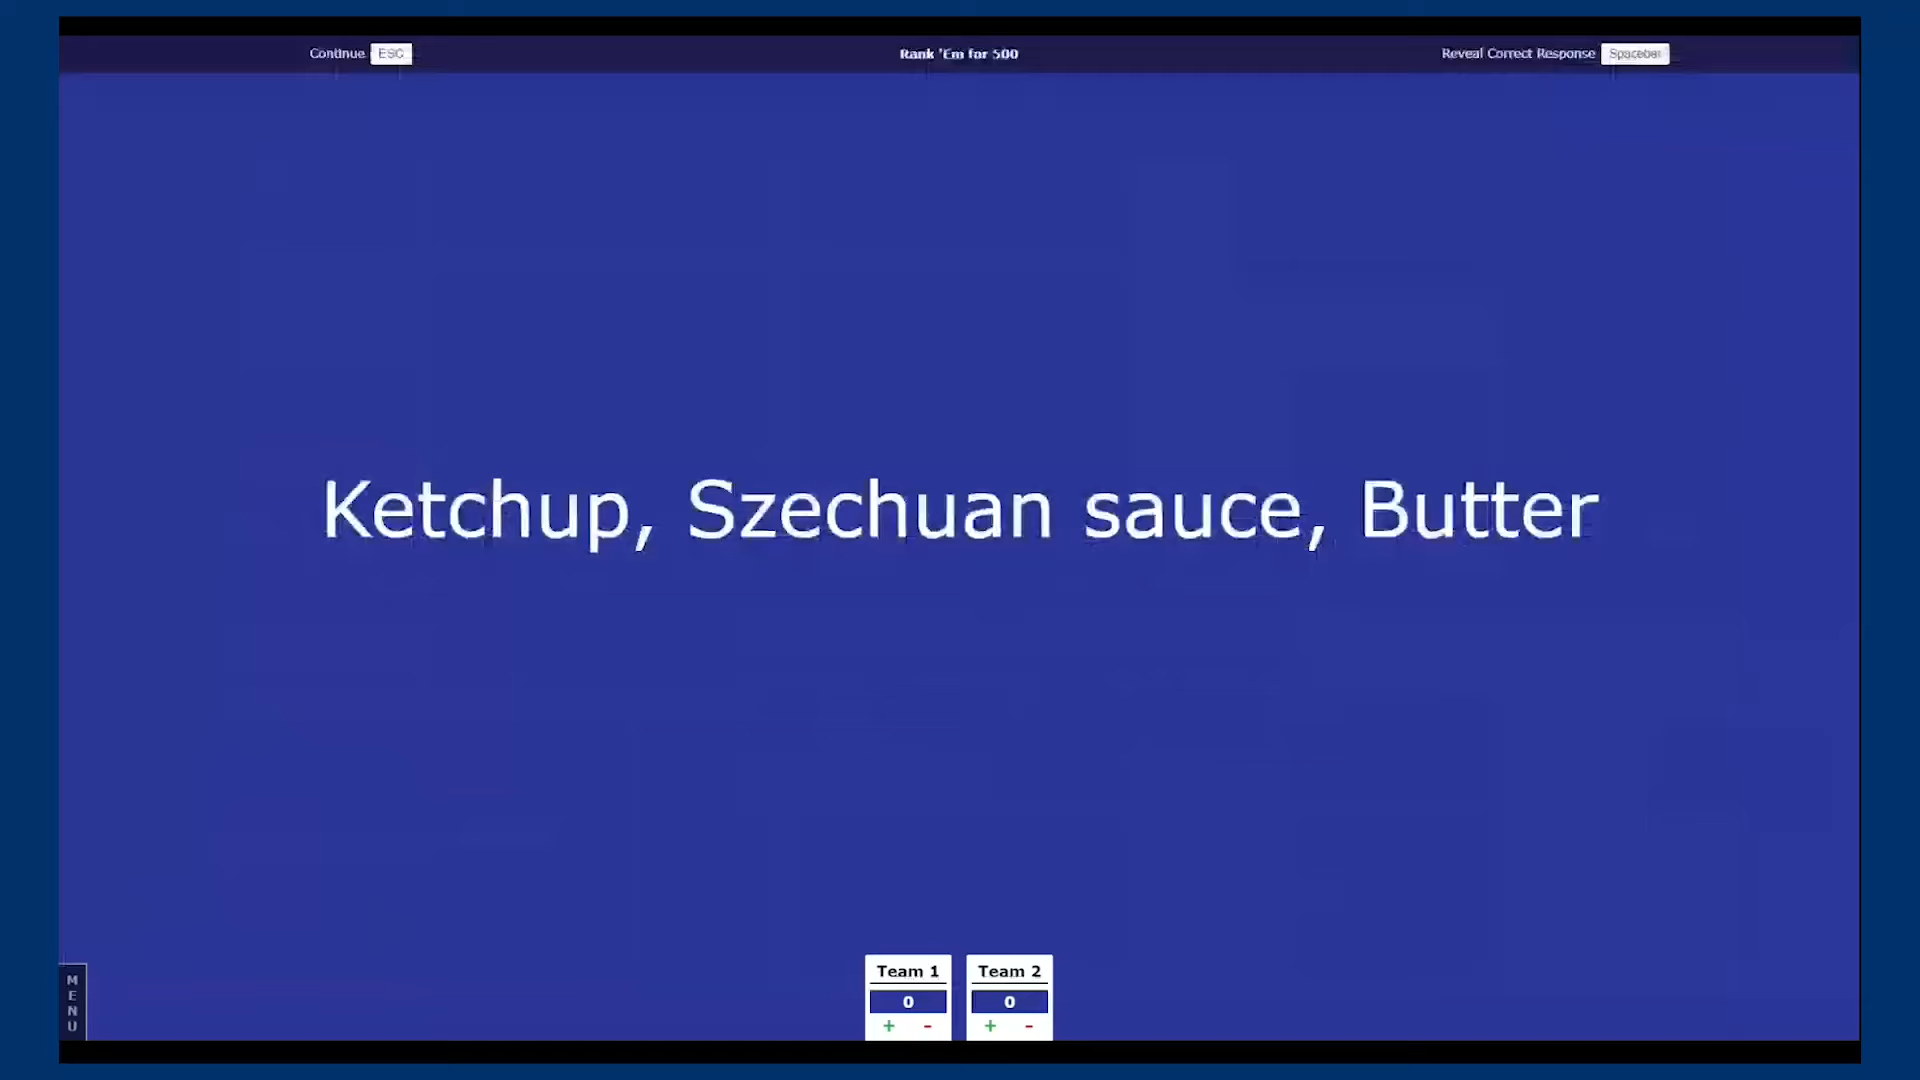 Continue ESC
Rank 'Em for 500
Reveal Correct Response Spacebar
Ketchup, Szechuan sauce, Butter
MENU
Team 1
0
+ -
Team 2
0
+ -